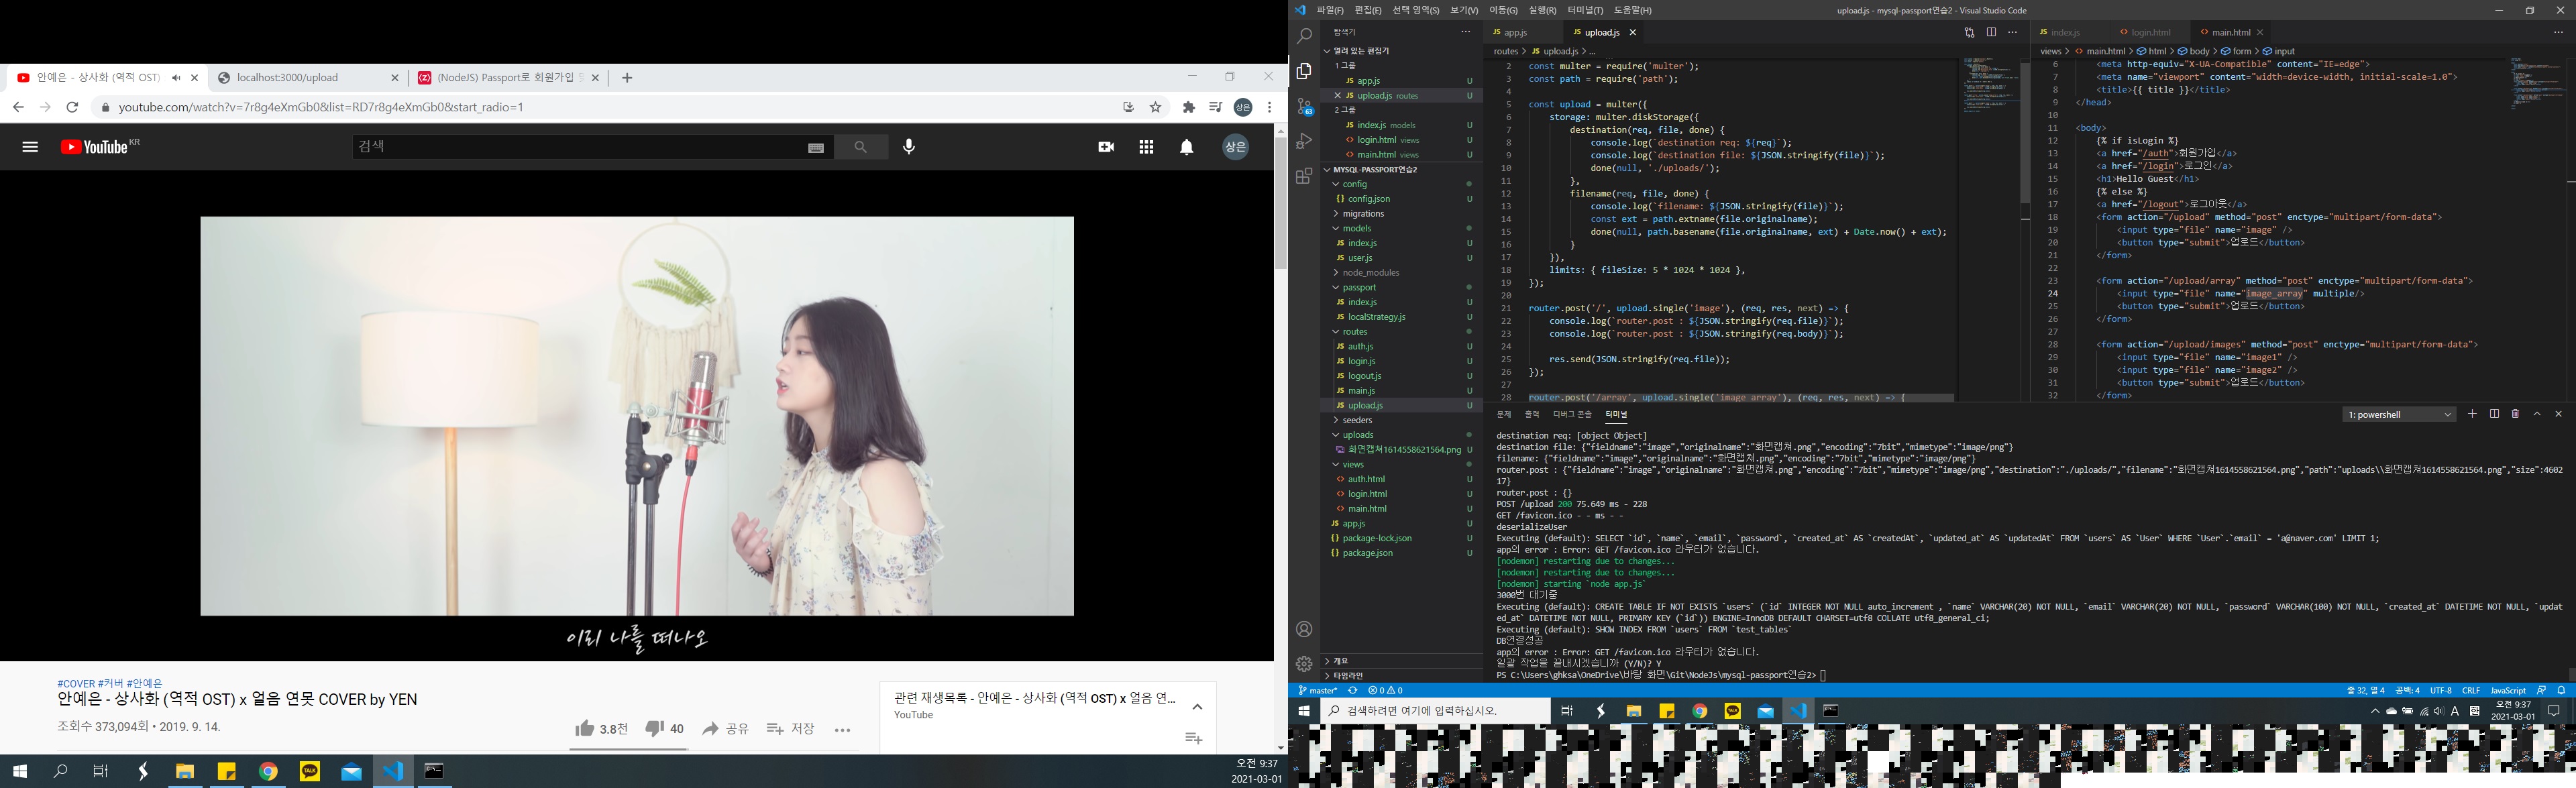 안예은 - 상사화 (역적 OST)
localhost:3000/upload
(NodeJS) Passport로 회원가입 및
youtube.com/watch?v=7r8g4eXmGb0&list=RD7r8g4eXmGb0&start_radio=1
상은
YouTube KR
검색
상은
이리 나를 떠나오
#COVER #커버 #안예은
안예은 - 상사화 (역적 OST) x 얼음 연못 COVER by YEN
조회수 373,094회 • 2019. 9. 14.
3.8천
40
공유
저장
관련 재생목록 - 안예은 - 상사화 (역적 OST) x 얼음 연...
YouTube
오전 9:37
2021-03-01
파일(F) 편집(E) 선택 영역(S) 보기(V) 이동(G) 실행(R) 터미널(T) 도움말(H)
upload.js - mysql-passport연습2 - Visual Studio Code
탐색기
열려 있는 편집기
1 그룹
app.js U
upload.js routes U
2 그룹
index.js models U
login.html views U
main.html views U
MYSQL-PASSPORT연습2
config
config.json U
migrations
models
index.js U
user.js U
node_modules
passport
index.js U
localStrategy.js U
routes
auth.js U
login.js U
logout.js U
main.js U
upload.js U
seeders
uploads
화면캡쳐1614558621564.png U
views
auth.html U
login.html U
main.html U
app.js U
package-lock.json U
package.json U
개요
타임라인
63
app.js
upload.js
routes > upload.js > ...
2 const multer = require('multer');
3 const path = require('path');
4
5 const upload = multer({
6 storage: multer.diskStorage({
7 destination(req, file, done) {
8 console.log(`destination req: ${req}`);
9 console.log(`destination file: ${JSON.stringify(file)}`);
10 done(null, './uploads/');
11 },
12 filename(req, file, done) {
13 console.log(`filename: ${JSON.stringify(file)}`);
14 const ext = path.extname(file.originalname);
15 done(null, path.basename(file.originalname, ext) + Date.now() + ext);
16 }
17 }),
18 limits: { fileSize: 5 * 1024 * 1024 },
19 });
20
21 router.post('/', upload.single('image'), (req, res, next) => {
22 console.log(`router.post : ${JSON.stringify(req.file)}`);
23 console.log(`router.post : ${JSON.stringify(req.body)}`);
24
25 res.send(JSON.stringify(req.file));
26 });
27
28 router.post('/array', upload.single('image_array'), (req, res, next) => {
index.js
login.html
main.html
views > main.html > html > body > form > input
6 <meta http-equiv="X-UA-Compatible" content="IE=edge">
7 <meta name="viewport" content="width=device-width, initial-scale=1.0">
8 <title>{{ title }}</title>
9 </head>
10
11 <body>
12 {% if isLogin %}
13 <a href="/auth">회원가입</a>
14 <a href="/login">로그인</a>
15 <h1>Hello Guest</h1>
16 {% else %}
17 <a href="/logout">로그아웃</a>
18 <form action="/upload" method="post" enctype="multipart/form-data">
19 <input type="file" name="image" />
20 <button type="submit">업로드</button>
21 </form>
22
23 <form action="/upload/array" method="post" enctype="multipart/form-data">
24 <input type="file" name="image_array" multiple/>
25 <button type="submit">업로드</button>
26 </form>
27
28 <form action="/upload/images" method="post" enctype="multipart/form-data">
29 <input type="file" name="image1" />
30 <input type="file" name="image2" />
31 <button type="submit">업로드</button>
32 </form>
문제 출력 디버그 콘솔 터미널
1: powershell
destination req: [object Object]
destination file: {"fieldname":"image","originalname":"화면캡쳐.png","encoding":"7bit","mimetype":"image/png"}
filename: {"fieldname":"image","originalname":"화면캡쳐.png","encoding":"7bit","mimetype":"image/png"}
router.post : {"fieldname":"image","originalname":"화면캡쳐.png","encoding":"7bit","mimetype":"image/png","destination":"./uploads/","filename":"화면캡쳐1614558621564.png","path":"uploads\\화면캡쳐1614558621564.png","size":4602
17}
router.post : {}
POST /upload 200 75.649 ms - 228
GET /favicon.ico - - ms - -
deserializeUser
Executing (default): SELECT `id`, `name`, `email`, `password`, `created_at` AS `createdAt`, `updated_at` AS `updatedAt` FROM `users` AS `User` WHERE `User`.`email` = 'a@naver.com' LIMIT 1;
app의 error : Error: GET /favicon.ico 라우터가 없습니다.
[nodemon] restarting due to changes...
[nodemon] restarting due to changes...
[nodemon] starting `node app.js`
3000번 대기중
Executing (default): CREATE TABLE IF NOT EXISTS `users` (`id` INTEGER NOT NULL auto_increment , `name` VARCHAR(20) NOT NULL, `email` VARCHAR(20) NOT NULL, `password` VARCHAR(100) NOT NULL, `created_at` DATETIME NOT NULL, `updat
ed_at` DATETIME NOT NULL, PRIMARY KEY (`id`)) ENGINE=InnoDB DEFAULT CHARSET=utf8 COLLATE utf8_general_ci;
Executing (default): SHOW INDEX FROM `users` FROM `test_tables`
DB연결성공
app의 error : Error: GET /favicon.ico 라우터가 없습니다.
일괄 작업을 끝내시겠습니까 (Y/N)? Y
PS C:\Users\ghksa\OneDrive\바탕 화면\Git\NodeJs\mysql-passport연습2>
master* 0 0
줄 32, 열 4 공백: 4 UTF-8 CRLF JavaScript
검색하려면 여기에 입력하십시오.
오전 9:37
2021-03-01